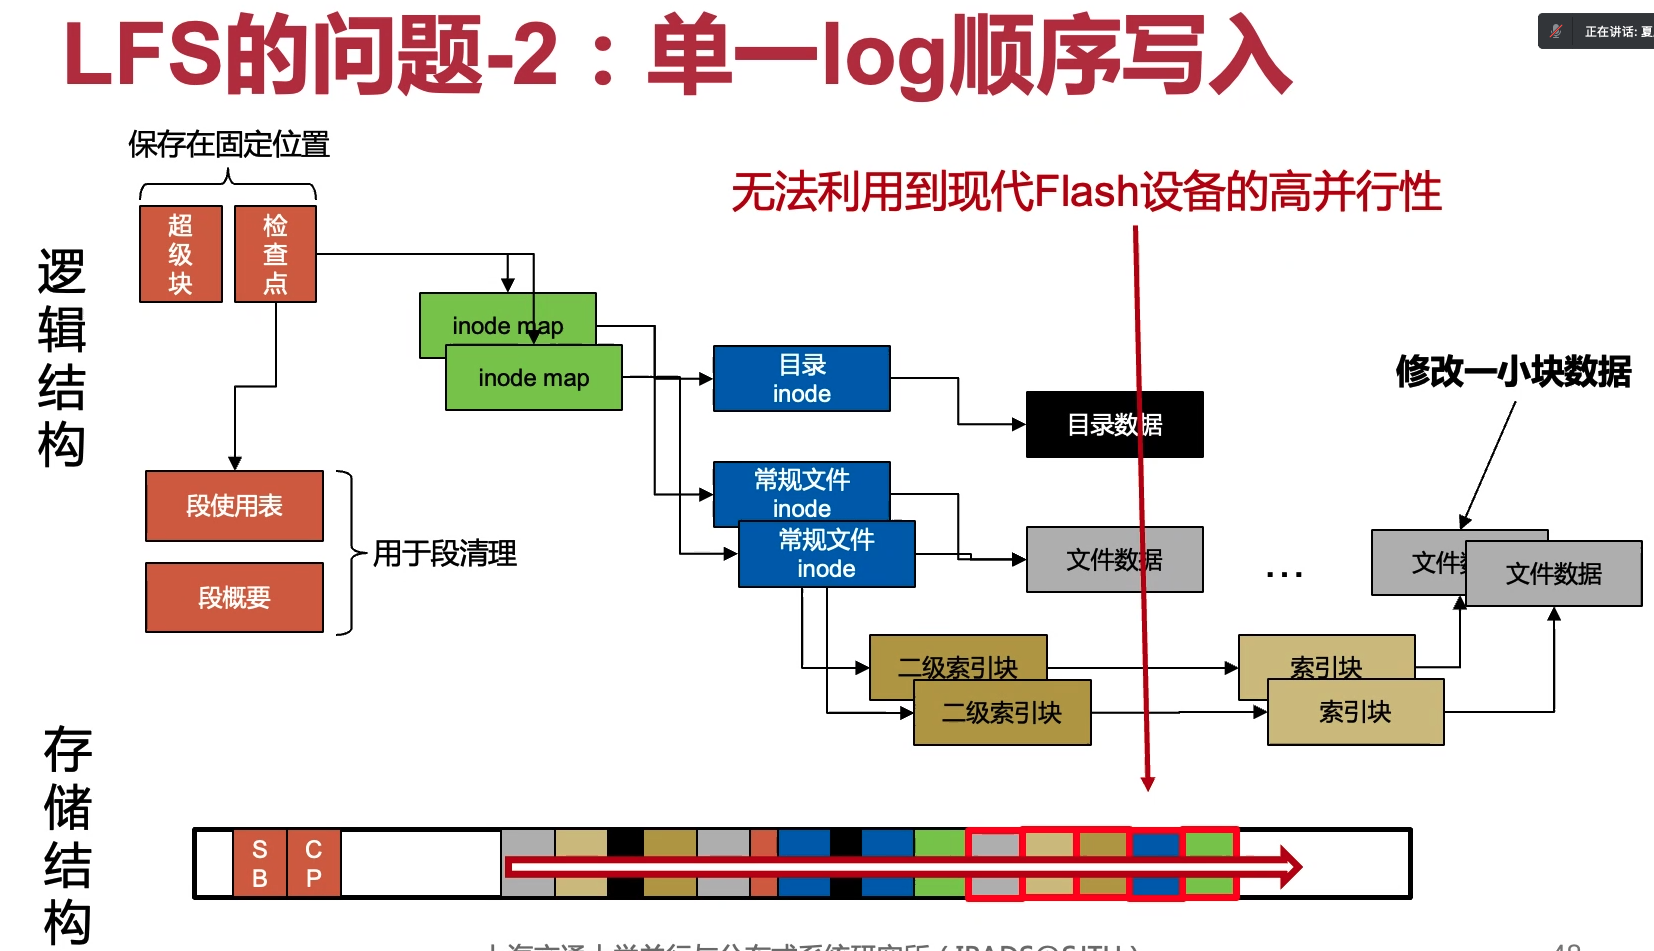 LFS的问题-2：单一log顺序写入
正在讲话: 夏
保存在固定位置
无法利用到现代Flash设备的高并行性
超级块
检查点
逻辑结构
inode map
inode map
目录
inode
目录数据
修改一小块数据
常规文件
inode
常规文件
inode
段使用表
用于段清理
段概要
文件数据
...
文件
文件数据
二级索引块
索引块
二级索引块
索引块
存储结构
SB
CP